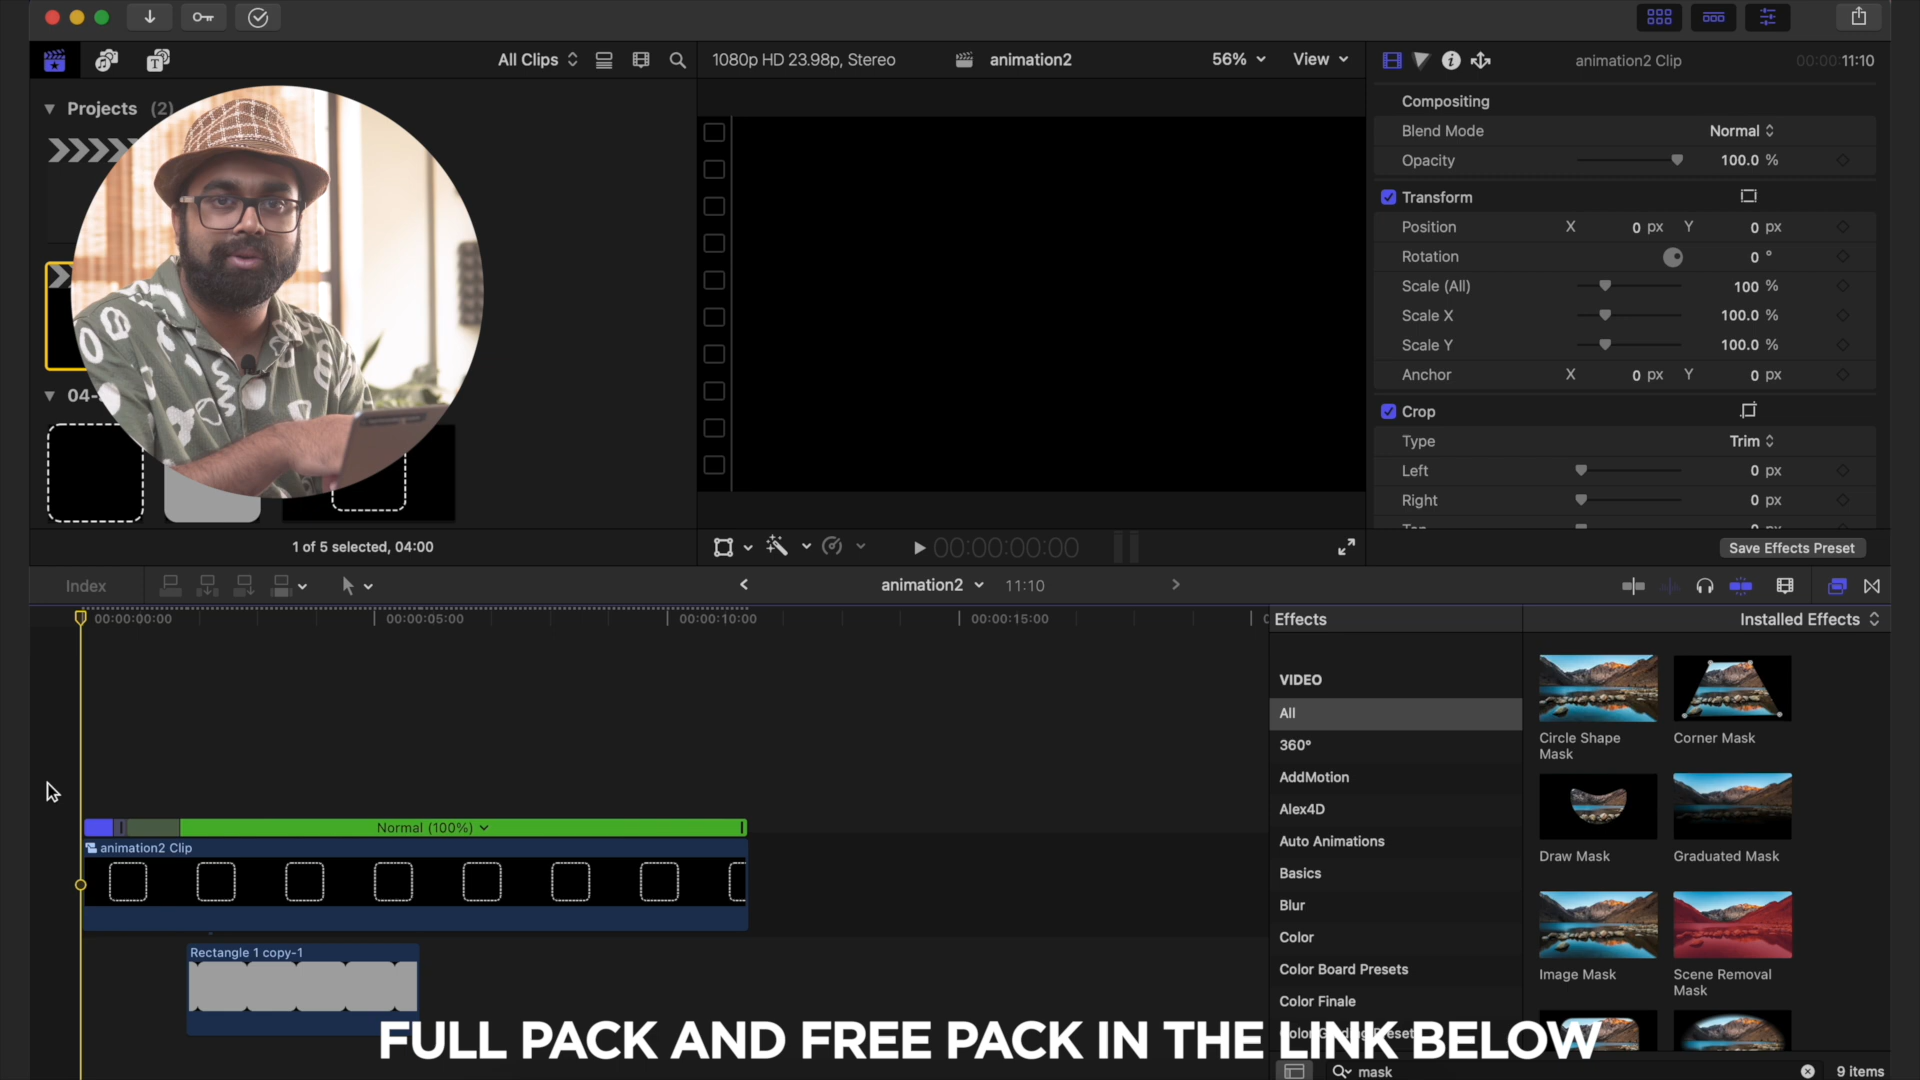 All Clips
1080p HD 23.98p, Stereo
animation2
56%
View
animation2 Clip
00:00:11:10
Projects (2)
Compositing
Blend Mode
Normal
Opacity
100.0 %
Transform
Position
X
0 px
Y
0 px
Rotation
0 °
Scale (All)
100 %
Scale X
100.0 %
Scale Y
100.0 %
Anchor
X
0 px
Y
0 px
04-
Crop
Type
Trim
Left
0 px
Right
0 px
1 of 5 selected, 04:00
00:00:00:00
Save Effects Preset
Index
animation2
11:10
00:00:00:00
00:00:05:00
00:00:10:00
00:00:15:00
Effects
Installed Effects
VIDEO
All
360°
AddMotion
Alex4D
Auto Animations
Basics
Blur
Color
Color Board Presets
Color Finale
Circle Shape
Mask
Corner Mask
Draw Mask
Graduated Mask
Image Mask
Scene Removal
Mask
Normal (100%)
animation2 Clip
Rectangle 1 copy-1
FULL PACK AND FREE PACK IN THE LINK BELOW
mask
9 items